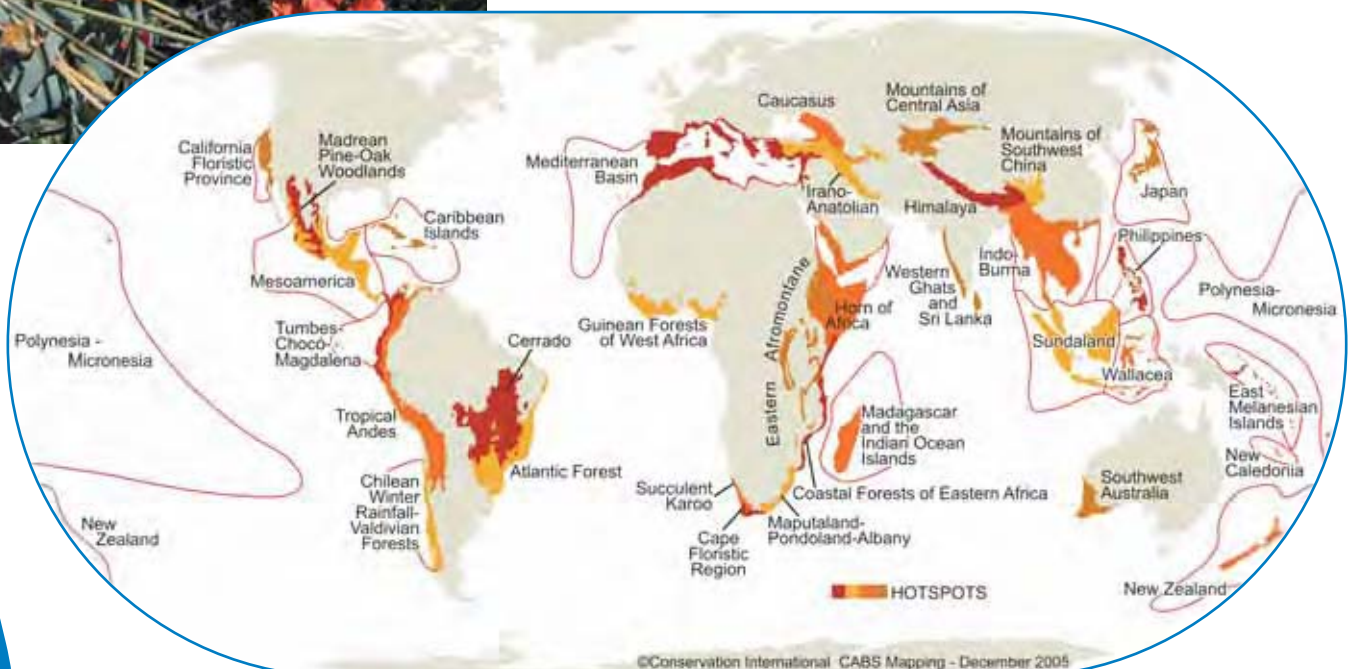 California
Floristic
Province
Madrean
Pine-Oak
Woodlands
Caribbean
Islands
Mesoamerica
Polynesia -
Micronesia
Tumbes-
Chocó-
Magdalena
Cerrado
Tropical
Andes
Atlantic Forest
Chilean
Winter
Rainfall-
Valdivian
Forests
New
Zealand
Mediterranean
Basin
Caucasus
Mountains of
Central Asia
Mountains of
Southwest
China
Irano-
Anatolian
Himalaya
Japan
Philippines
Indo-
Burma
Western
Ghats
and
Sri Lanka
Horn of
Africa
Eastern Afromontane
Guinean Forests
of West Africa
Polynesia-
Micronesia
Sundaland
Wallacea
East
Melanesian
Islands
New
Caledonia
Madagascar
and the
Indian Ocean
Islands
Southwest
Australia
Succulent
Karoo
Coastal Forests of Eastern Africa
Cape
Floristic
Region
Maputaland-
Pondoland-Albany
New Zealand
HOTSPOTS
©Conservation International CABS Mapping - December 2005